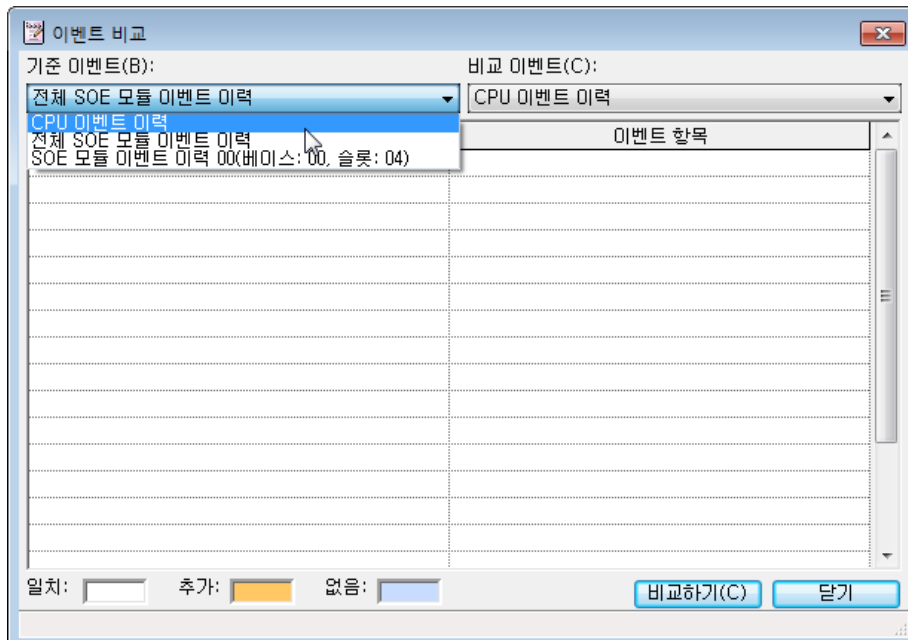 이벤트 비교
기준 이벤트(B):
비교 이벤트(C):
전체 SOE 모듈 이벤트 이력
CPU 이벤트 이력
CPU 이벤트 이력
전체 SOE 모듈 이벤트 이력
SOE 모듈 이벤트 이력 00(베이스: 00, 슬롯: 04)
이벤트 항목
일치:
추가:
없음:
비교하기(C)
닫기